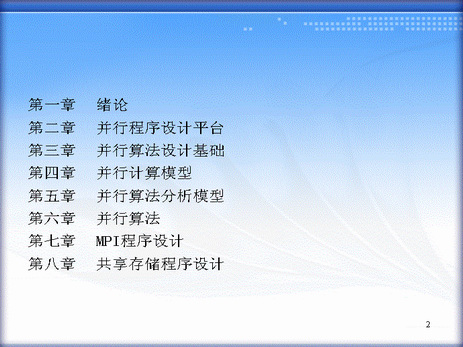 第一章 绪论
第二章 并行程序设计平台
第三章 并行算法设计基础
第四章 并行计算模型
第五章 并行算法分析模型
第六章 并行算法
第七章 MPI程序设计
第八章 共享存储程序设计
2